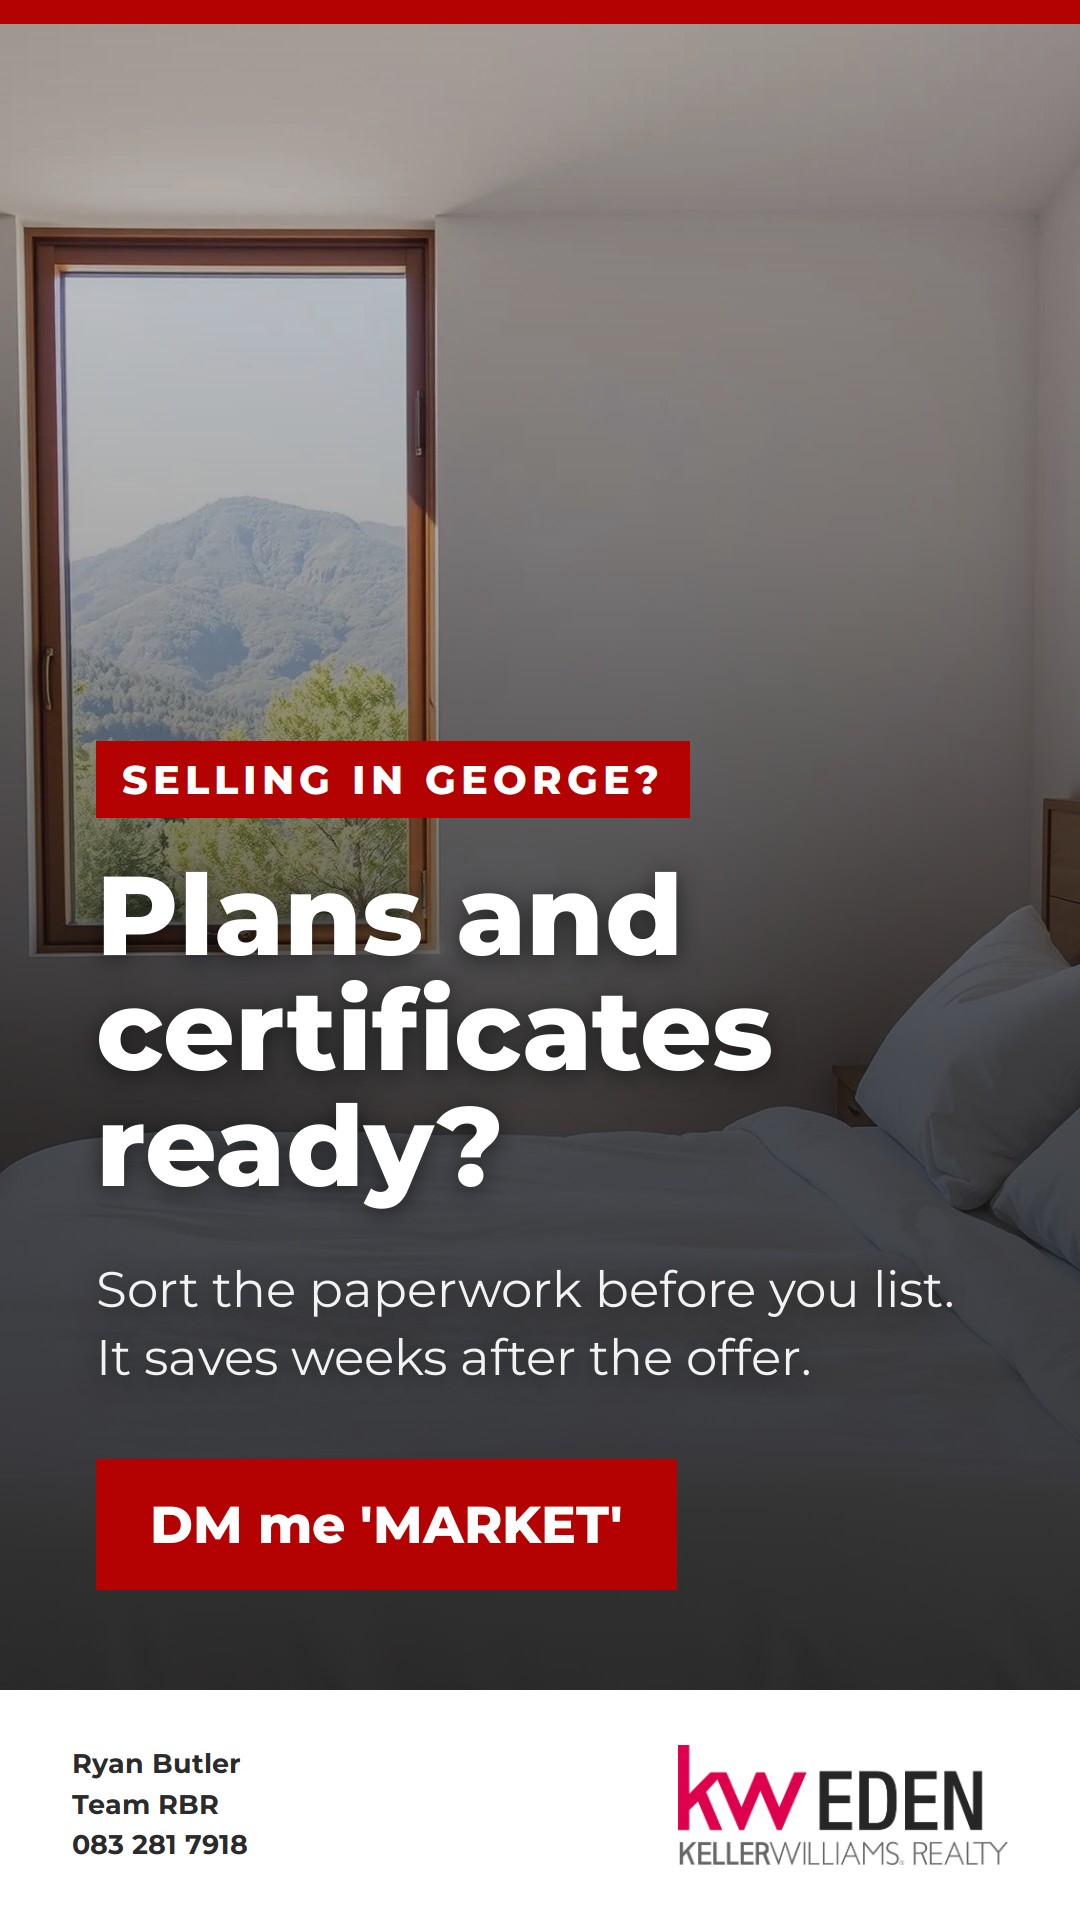 SELLING IN GEORGE?
Plans and
certificates
ready?
Sort the paperwork before you list.
It saves weeks after the offer.
DM me 'MARKET'
Ryan Butler
Team RBR
083 281 7918
kw EDEN
KELLERWILLIAMS. REALTY